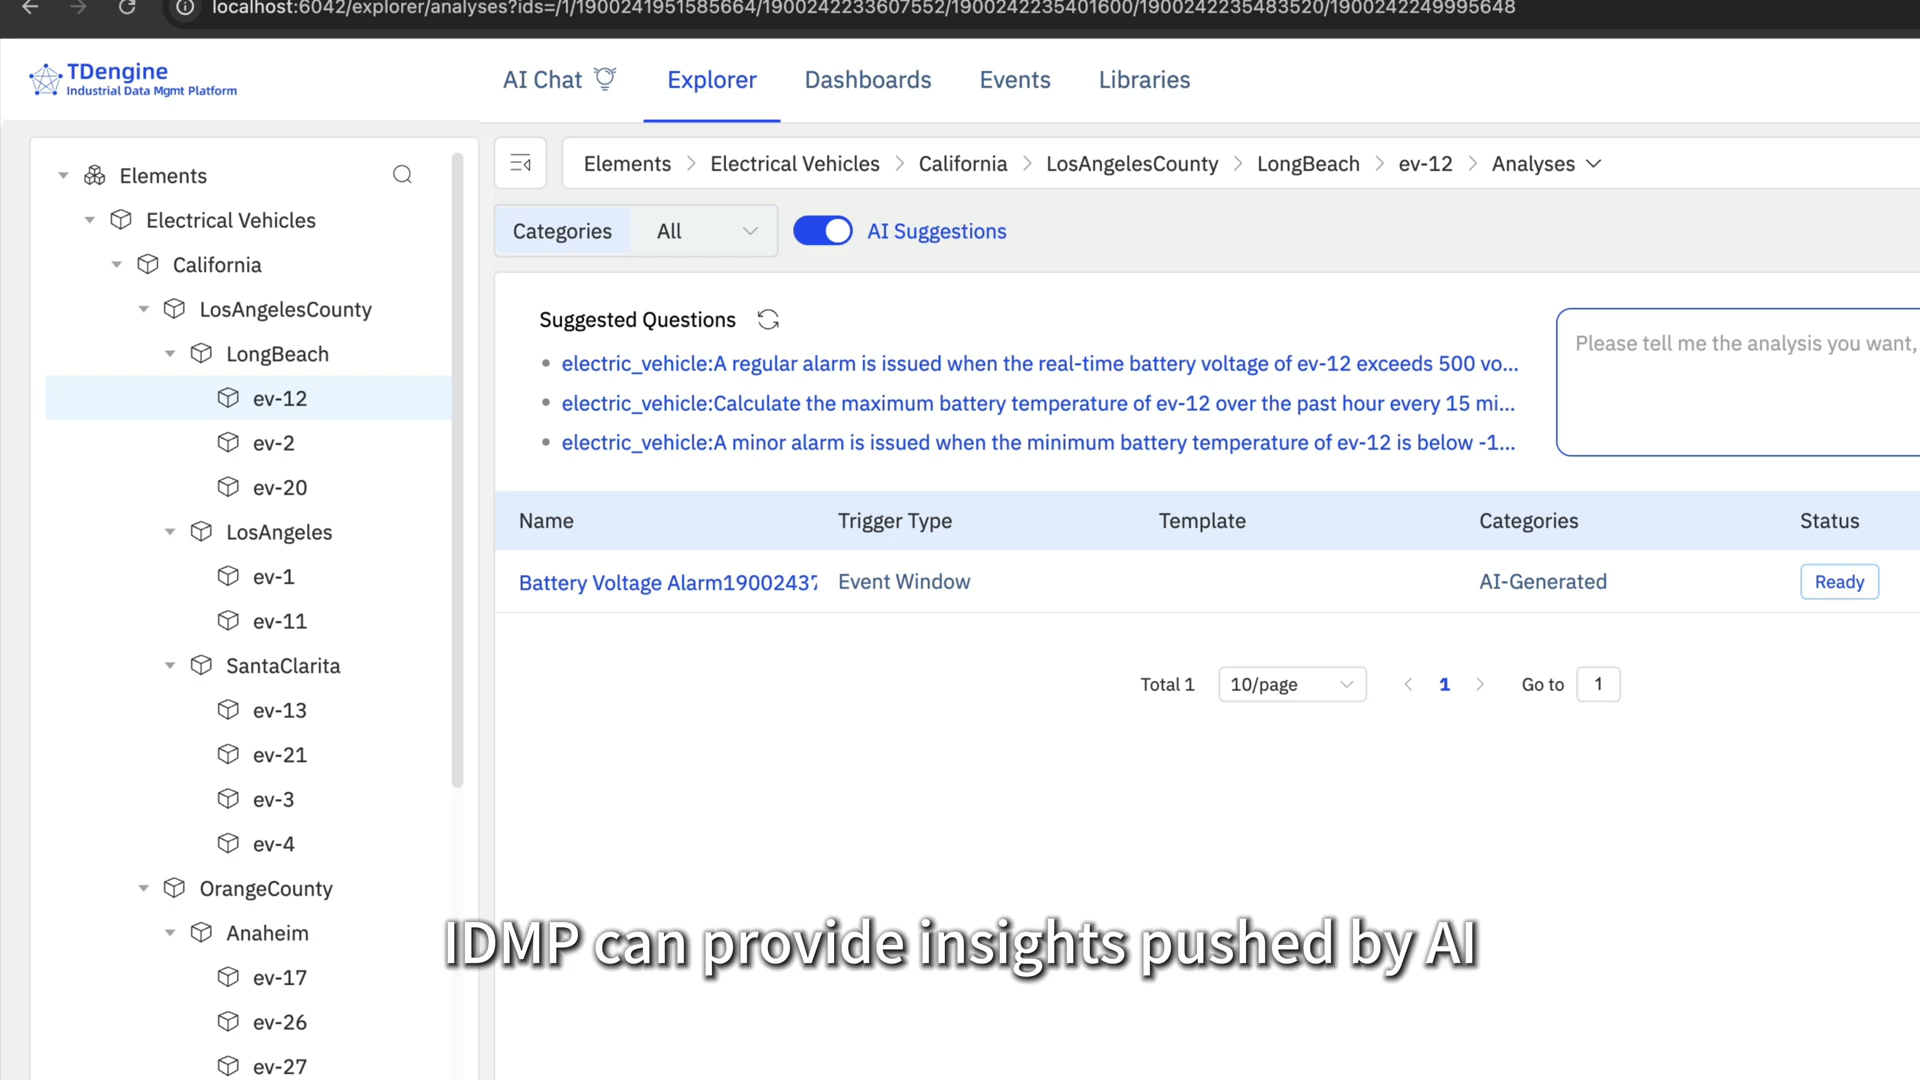 localhost:6042/explorer/analyses?ids=/1/1900241951585664/1900242233607552/1900242235401600/1900242235483520/1900242249995648
TDengine
Industrial Data Mgmt Platform
AI Chat
Explorer
Dashboards
Events
Libraries
Elements
Electrical Vehicles
California
LosAngelesCounty
LongBeach
ev-12
ev-2
ev-20
LosAngeles
ev-1
ev-11
SantaClarita
ev-13
ev-21
ev-3
ev-4
OrangeCounty
Anaheim
ev-17
ev-26
ev-27
Elements > Electrical Vehicles > California > LosAngelesCounty > LongBeach > ev-12 > Analyses
Categories All
AI Suggestions
Suggested Questions
electric_vehicle:A regular alarm is issued when the real-time battery voltage of ev-12 exceeds 500 vo...
electric_vehicle:Calculate the maximum battery temperature of ev-12 over the past hour every 15 mi...
electric_vehicle:A minor alarm is issued when the minimum battery temperature of ev-12 is below -1...
Please tell me the analysis you want,
Name Trigger Type Template Categories Status
Battery Voltage Alarm19002437 Event Window AI-Generated Ready
Total 1 10/page 1 Go to 1
IDMP can provide insights pushed by AI